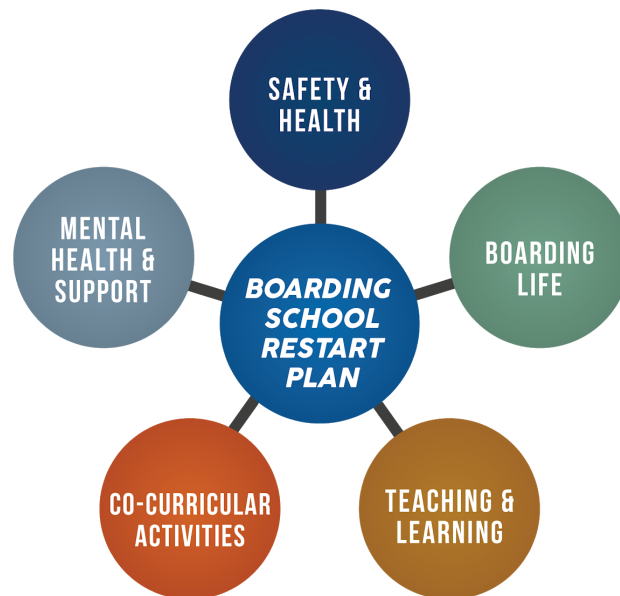 SAFETY &
HEALTH
MENTAL
HEALTH &
SUPPORT
BOARDING
LIFE
BOARDING
SCHOOL
RESTART
PLAN
CO-CURRICULAR
ACTIVITIES
TEACHING &
LEARNING